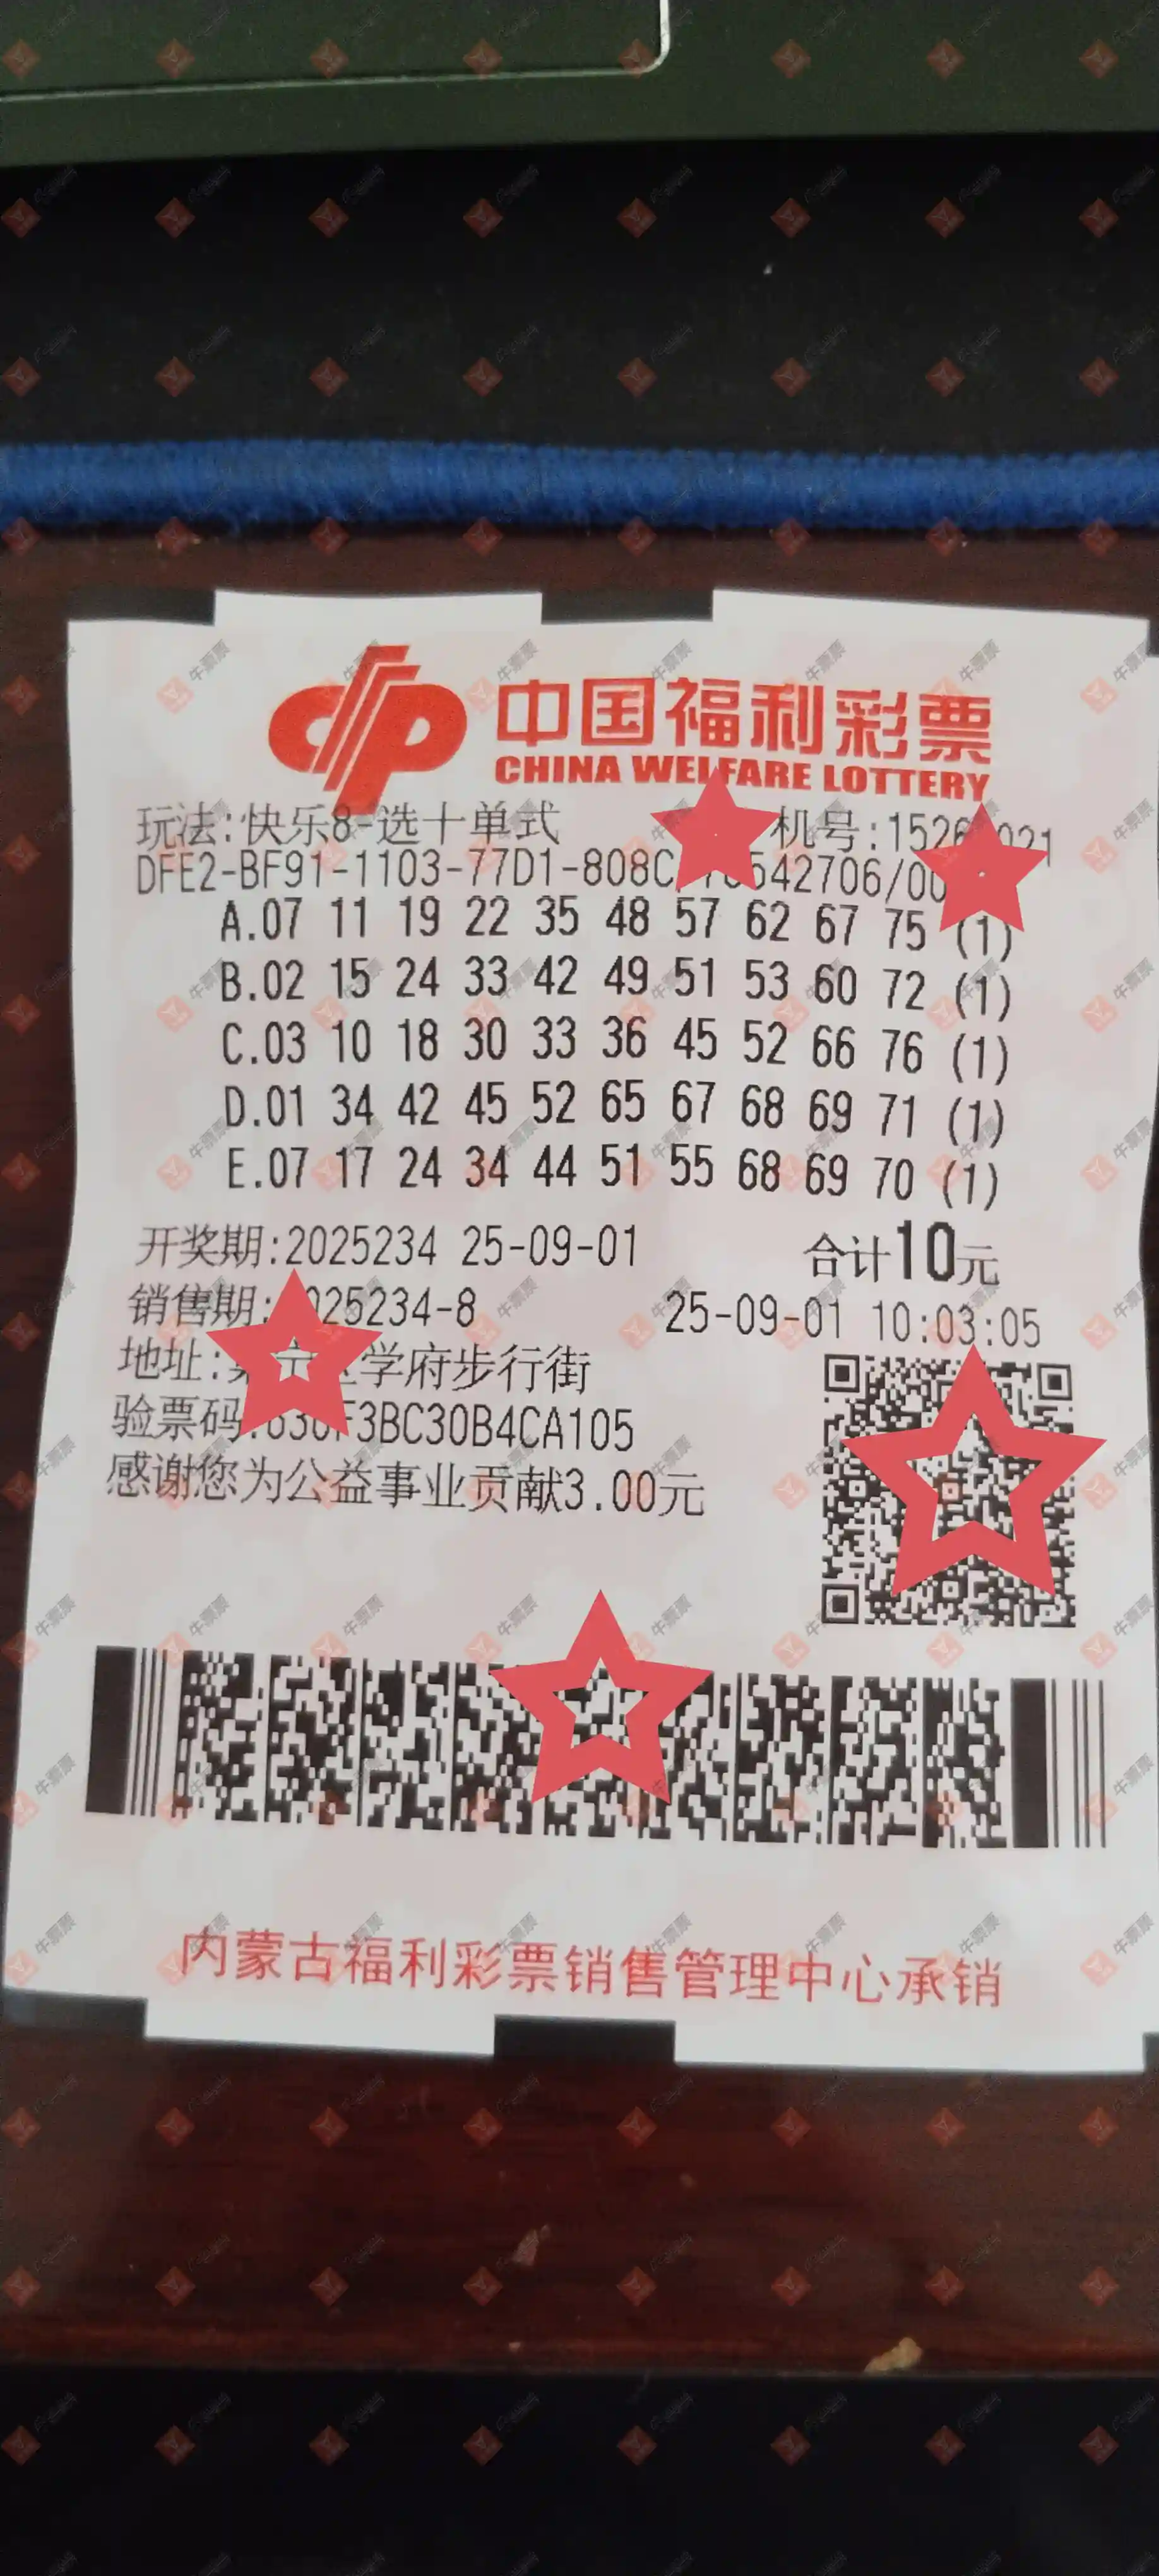 中国福利彩票
CHINA WELFARE LOTTERY
玩法:快乐8-选十单式 机号:1526 021
DFE2-BF91-1103-77D1-808C 542706/00
A.07 11 19 22 35 48 57 62 67 75 (1)
B.02 15 24 33 42 49 51 53 60 72 (1)
C.03 10 18 30 33 36 45 52 66 76 (1)
D.01 34 42 45 52 65 67 68 69 71 (1)
E.07 17 24 34 44 51 55 68 69 70 (1)
开奖期:2025234 25-09-01 合计10元
销售期: 025234-8 25-09-01 10:03:05
地址: 学府步行街
验票码: F3BC30B4CA105
感谢您为公益事业贡献3.00元
内蒙古福利彩票销售管理中心承销
牛票票